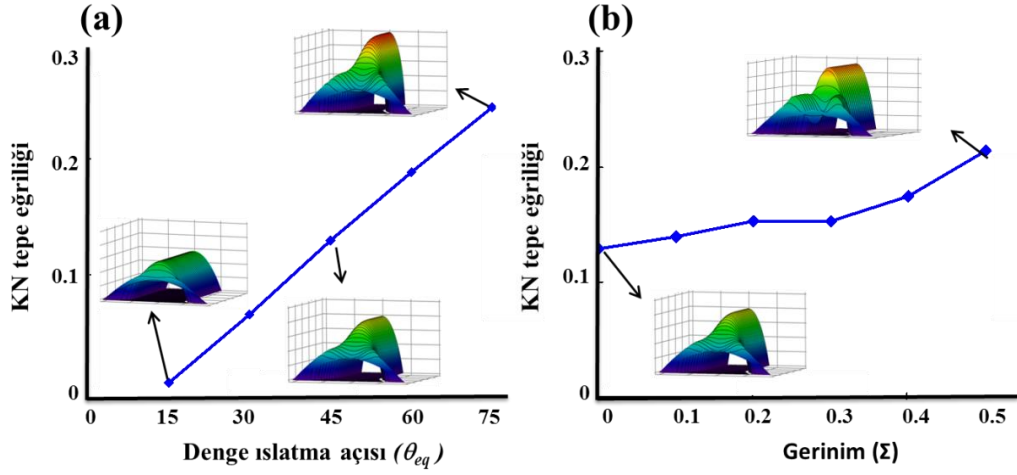 (a)
KN tepe eğriliği
0.3
0.2
0.1
0
0 15 30 45 60 75
Denge ıslatma açısı (θeq)
(b)
KN tepe eğriliği
0.3
0.2
0.1
0
0 0.1 0.2 0.3 0.4 0.5
Gerinim (Σ)